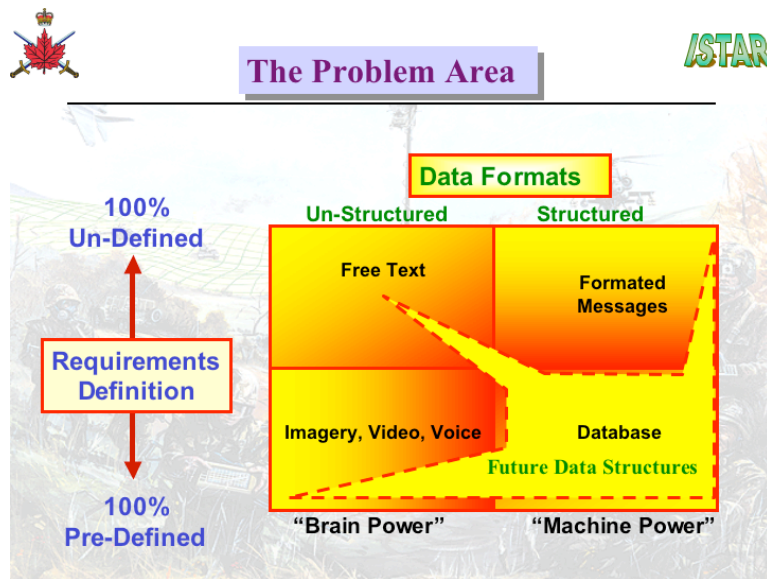 ISTAR
The Problem Area
Data Formats
100%
Un-Defined
Un-Structured
Structured
Free Text
Formated
Messages
Requirements
Definition
Imagery, Video, Voice
Database
Future Data Structures
100%
Pre-Defined
“Brain Power”
“Machine Power”